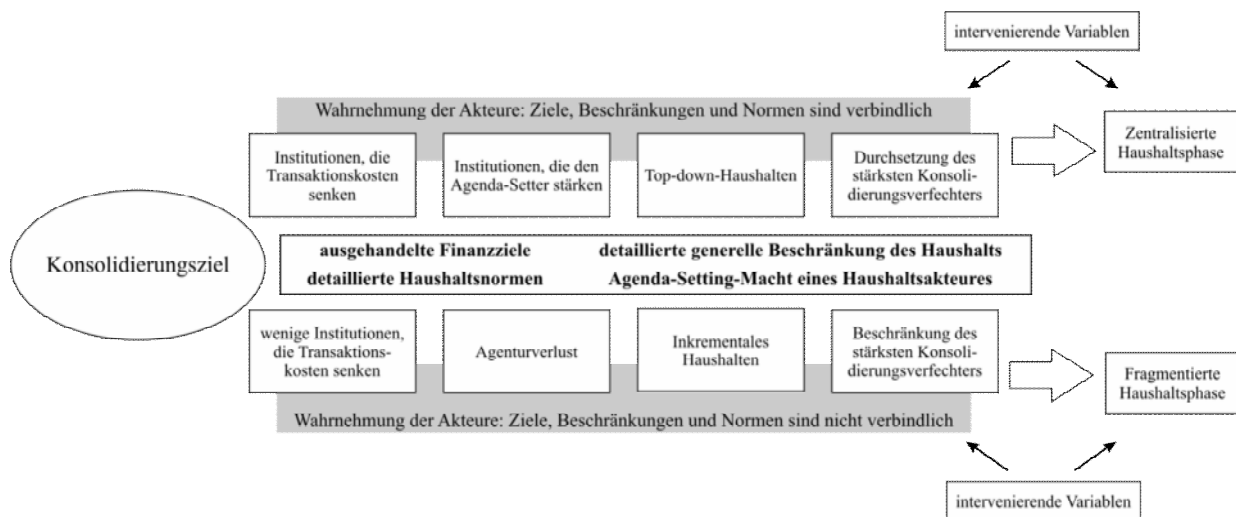 intervenierende Variablen
Wahrnehmung der Akteure: Ziele, Beschränkungen und Normen sind verbindlich
Institutionen, die
Transaktionskosten
senken
Institutionen, die den
Agenda-Setter stärken
Top-down-Haushalten
Durchsetzung des
stärksten Konsoli-
dierungsverfechters
Zentralisierte
Haushaltsphase
Konsolidierungsziel
ausgehandelte Finanzziele detaillierte generelle Beschränkung des Haushalts
detaillierte Haushaltsnormen Agenda-Setting-Macht eines Haushaltsakteures
wenige Institutionen,
die Transaktions-
kosten senken
Agenturverlust
Inkrementales
Haushalten
Beschränkung des
stärksten Konsoli-
dierungsverfechters
Fragmentierte
Haushaltsphase
Wahrnehmung der Akteure: Ziele, Beschränkungen und Normen sind nicht verbindlich
intervenierende Variablen